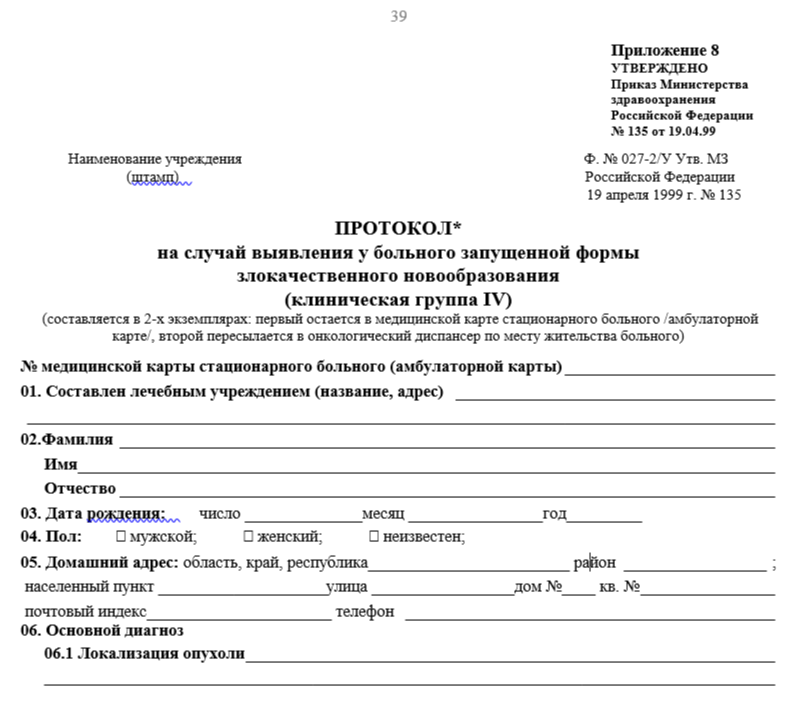 39
Приложение 8
УТВЕРЖДЕНО
Приказ Министерства
здравоохранения
Российской Федерации
№ 135 от 19.04.99
Наименование учреждения
(штамп)
Ф. № 027-2/У Утв. МЗ
Российской Федерации
19 апреля 1999 г. № 135
ПРОТОКОЛ*
на случай выявления у больного запущенной формы
злокачественного новообразования
(клиническая группа IV)
(составляется в 2-х экземплярах: первый остается в медицинской карте стационарного больного /амбулаторной
карте/, второй пересылается в онкологический диспансер по месту жительства больного)
№ медицинской карты стационарного больного (амбулаторной карты)
01. Составлен лечебным учреждением (название, адрес)
02.Фамилия
Имя
Отчество
03. Дата рождения: число месяц год
04. Пол: □ мужской; □ женский; □ неизвестен;
05. Домашний адрес: область, край, республика район ;
населенный пункт улица дом № кв. №
почтовый индекс телефон
06. Основной диагноз
06.1 Локализация опухоли